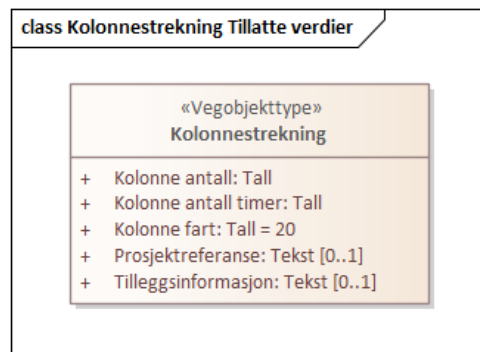 class Kolonnestrekning Tillatte verdier
«Vegobjekttype»
Kolonnestrekning
+ Kolonne antall: Tall
+ Kolonne antall timer: Tall
+ Kolonne fart: Tall = 20
+ Prosjektreferanse: Tekst [0..1]
+ Tilleggsinformasjon: Tekst [0..1]